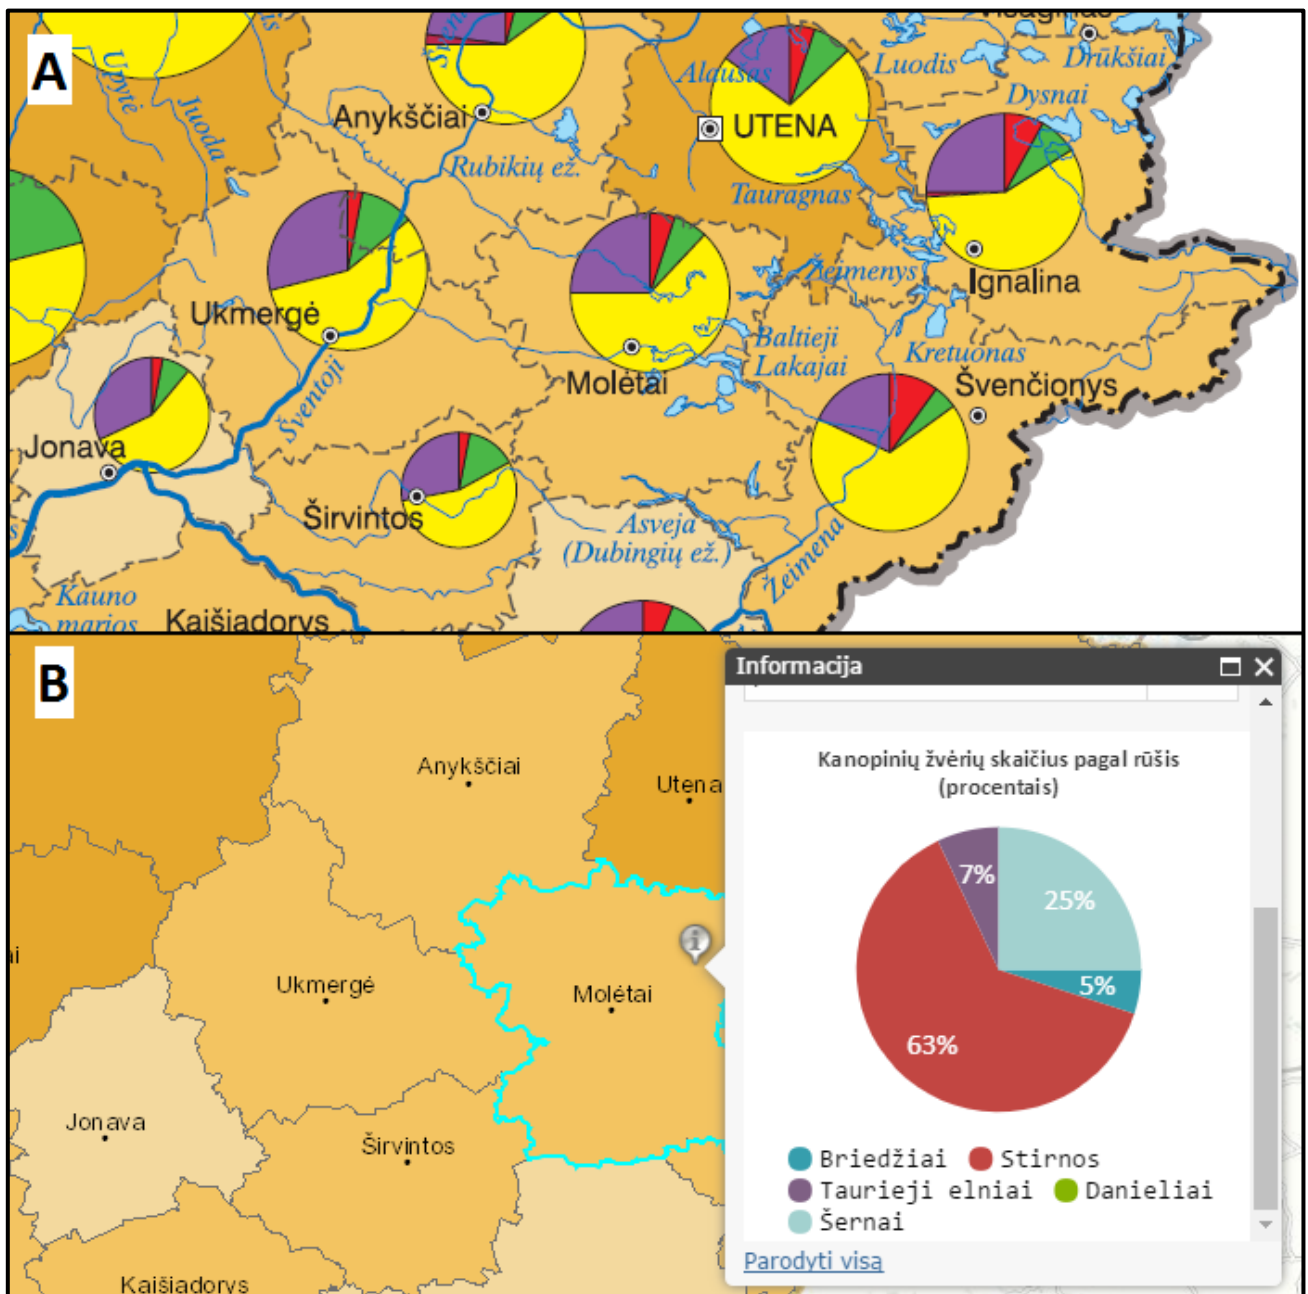 A
Visaginas
Drūkšiai
Luodis
Alaušas
Dysnai
Upytė
Juoda
Anykščiai
UTENA
Rubikių ež.
Tauragnas
Žeimenys
Ignalina
Ukmergė
Baltieji
Lakajai
Kretuonas
Molėtai
Švenčionys
Šventoji
Jonava
Širvintos
Asveja
(Dubingių ež.)
Žeimena
Kauno
marios
Kaišiadorys
B
Anykščiai
Utena
Ukmergė
Molėtai
Jonava
Širvintos
Kaišiadorys
Informacija
Kanopinių žvėrių skaičius pagal rūšis
(procentais)
7%
25%
5%
63%
Briedžiai Stirnos
Taurieji elniai Danieliai
Šernai
Parodyti visą